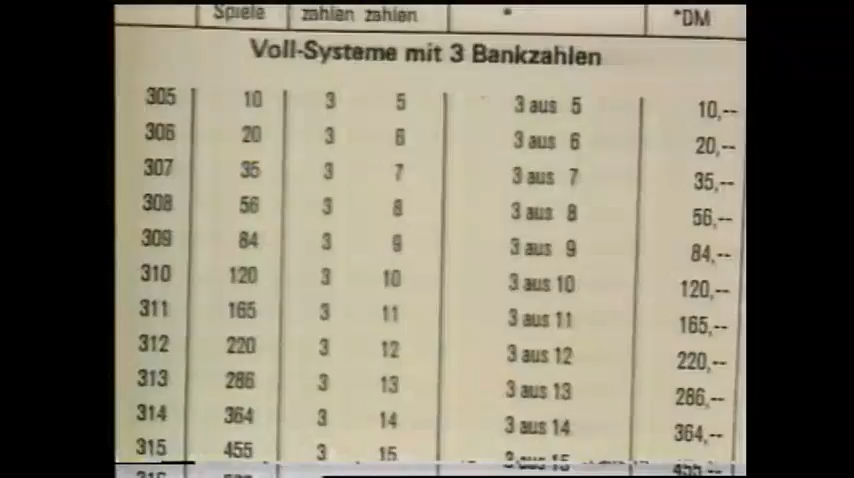 Spiele zahlen zahlen * *DM
Voll-Systeme mit 3 Bankzahlen
305 10 3 5 3 aus 5 10,--
306 20 3 6 3 aus 6 20,--
307 35 3 7 3 aus 7 35,--
308 56 3 8 3 aus 8 56,--
309 84 3 9 3 aus 9 84,--
310 120 3 10 3 aus 10 120,--
311 165 3 11 3 aus 11 165,--
312 220 3 12 3 aus 12 220,--
313 286 3 13 3 aus 13 286,--
314 364 3 14 3 aus 14 364,--
315 455 3 15 3 aus 15 455 --